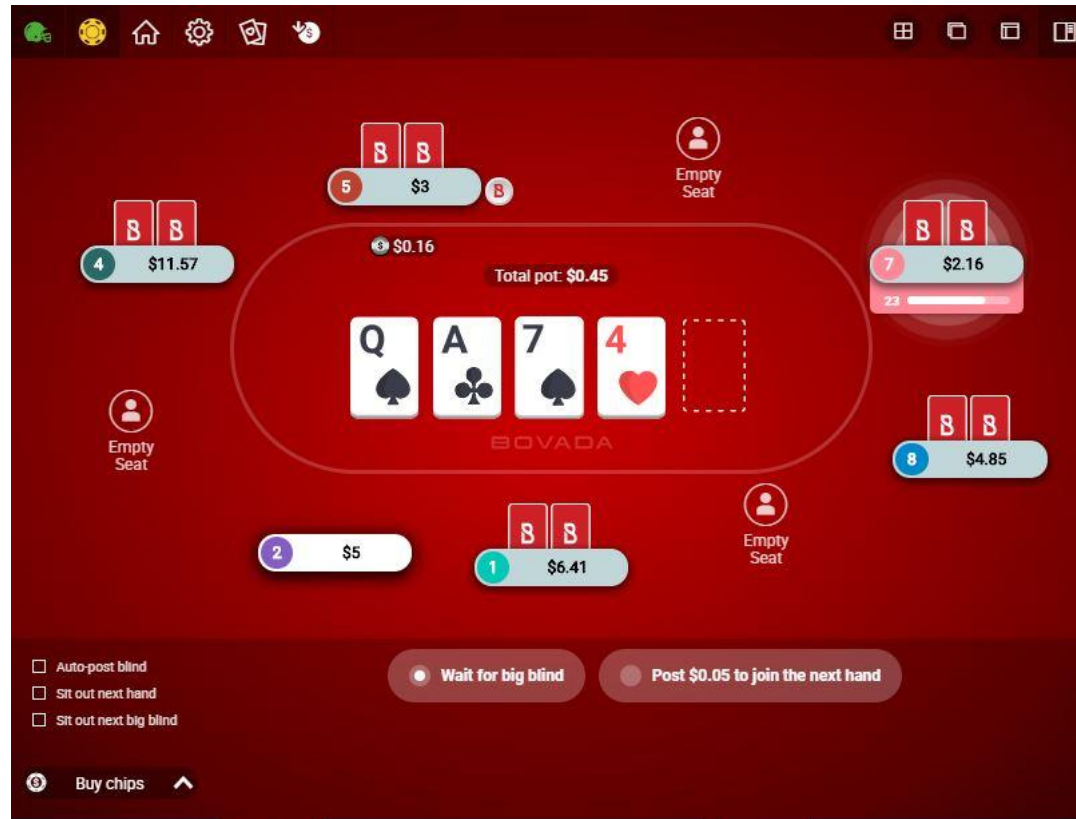 B B
5 $3 B
Empty
Seat
B B
4 $11.57
B B
7 $2.16
23
$ $0.16
Total pot: $0.45
Q A 7 4
BOVADA
Empty
Seat
B B
8 $4.85
B B
1 $6.41
2 $5
Empty
Seat
Auto-post blind
Sit out next hand
Sit out next big blind
Wait for big blind
Post $0.05 to join the next hand
Buy chips